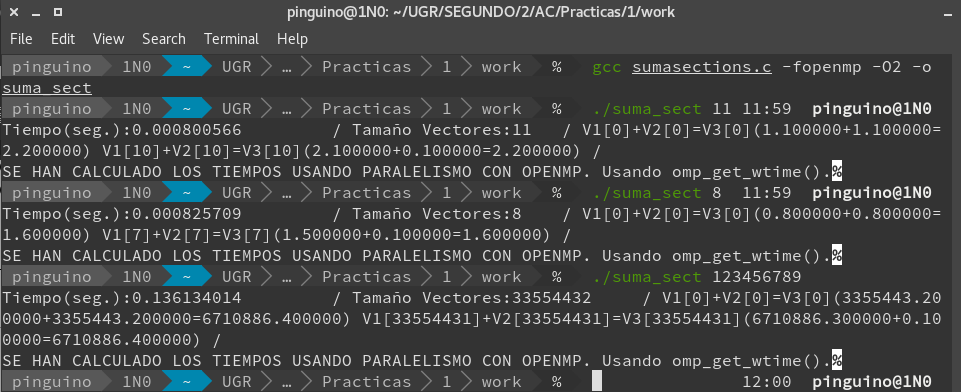 pinguino@1N0: ~/UGR/SEGUNDO/2/AC/Practicas/1/work
File Edit View Search Terminal Help
pinguino 1N0 ~ UGR … Practicas 1 work % gcc sumasections.c -fopenmp -O2 -o
suma_sect
pinguino 1N0 ~ UGR … Practicas 1 work % ./suma_sect 11 11:59 pinguino@1N0
Tiempo(seg.):0.000800566 / Tamaño Vectores:11 / V1[0]+V2[0]=V3[0](1.100000+1.100000=
2.200000) V1[10]+V2[10]=V3[10](2.100000+0.100000=2.200000) /
SE HAN CALCULADO LOS TIEMPOS USANDO PARALELISMO CON OPENMP. Usando omp_get_wtime().%
pinguino 1N0 ~ UGR … Practicas 1 work % ./suma_sect 8 11:59 pinguino@1N0
Tiempo(seg.):0.000825709 / Tamaño Vectores:8 / V1[0]+V2[0]=V3[0](0.800000+0.800000=
1.600000) V1[7]+V2[7]=V3[7](1.500000+0.100000=1.600000) /
SE HAN CALCULADO LOS TIEMPOS USANDO PARALELISMO CON OPENMP. Usando omp_get_wtime().%
pinguino 1N0 ~ UGR … Practicas 1 work % ./suma_sect 123456789
Tiempo(seg.):0.136134014 / Tamaño Vectores:33554432 / V1[0]+V2[0]=V3[0](3355443.20
0000+3355443.200000=6710886.400000) V1[33554431]+V2[33554431]=V3[33554431](6710886.300000+0.10
0000=6710886.400000) /
SE HAN CALCULADO LOS TIEMPOS USANDO PARALELISMO CON OPENMP. Usando omp_get_wtime().%
pinguino 1N0 ~ UGR … Practicas 1 work % 12:00 pinguino@1N0